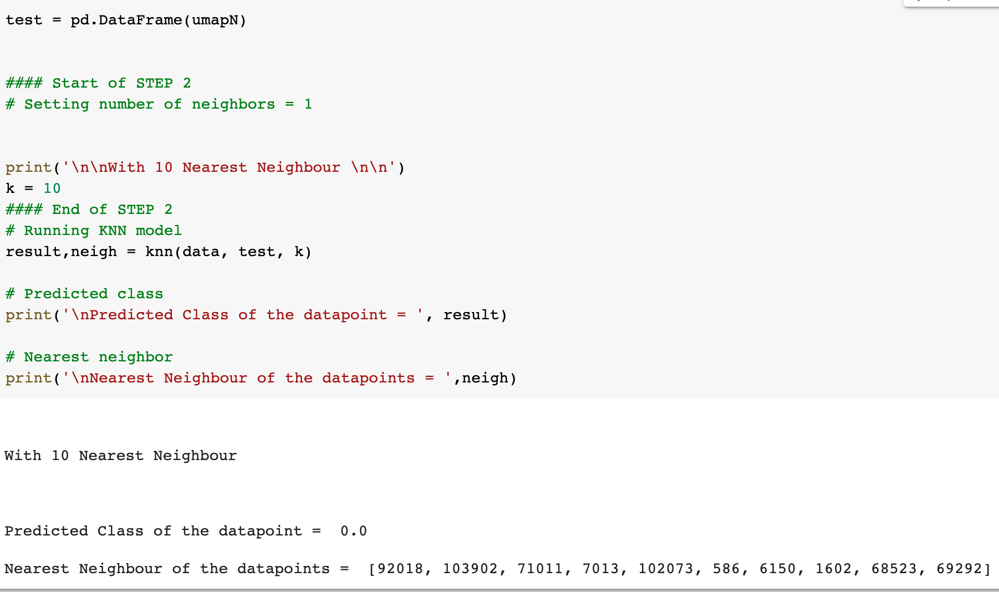 test = pd.DataFrame(umapN)
#### Start of STEP 2
# Setting number of neighbors = 1
print('\n\nWith 10 Nearest Neighbour \n\n')
k = 10
#### End of STEP 2
# Running KNN model
result,neigh = knn(data, test, k)
# Predicted class
print('\nPredicted Class of the datapoint = ', result)
# Nearest neighbor
print('\nNearest Neighbour of the datapoints = ',neigh)
With 10 Nearest Neighbour
Predicted Class of the datapoint =  0.0
Nearest Neighbour of the datapoints =  [92018, 103902, 71011, 7013, 102073, 586, 6150, 1602, 68523, 69292]